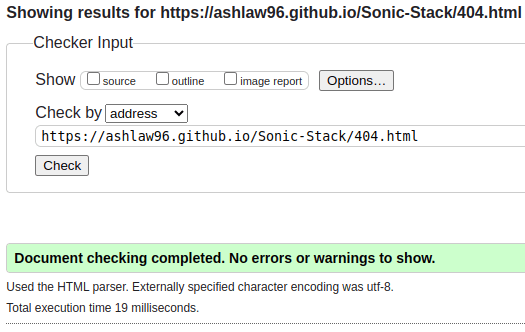 Showing results for https://ashlaw96.github.io/Sonic-Stack/404.html
Checker Input
Show source outline image report Options...
Check by address
https://ashlaw96.github.io/Sonic-Stack/404.html
Check
Document checking completed. No errors or warnings to show.
Used the HTML parser. Externally specified character encoding was utf-8.
Total execution time 19 milliseconds.